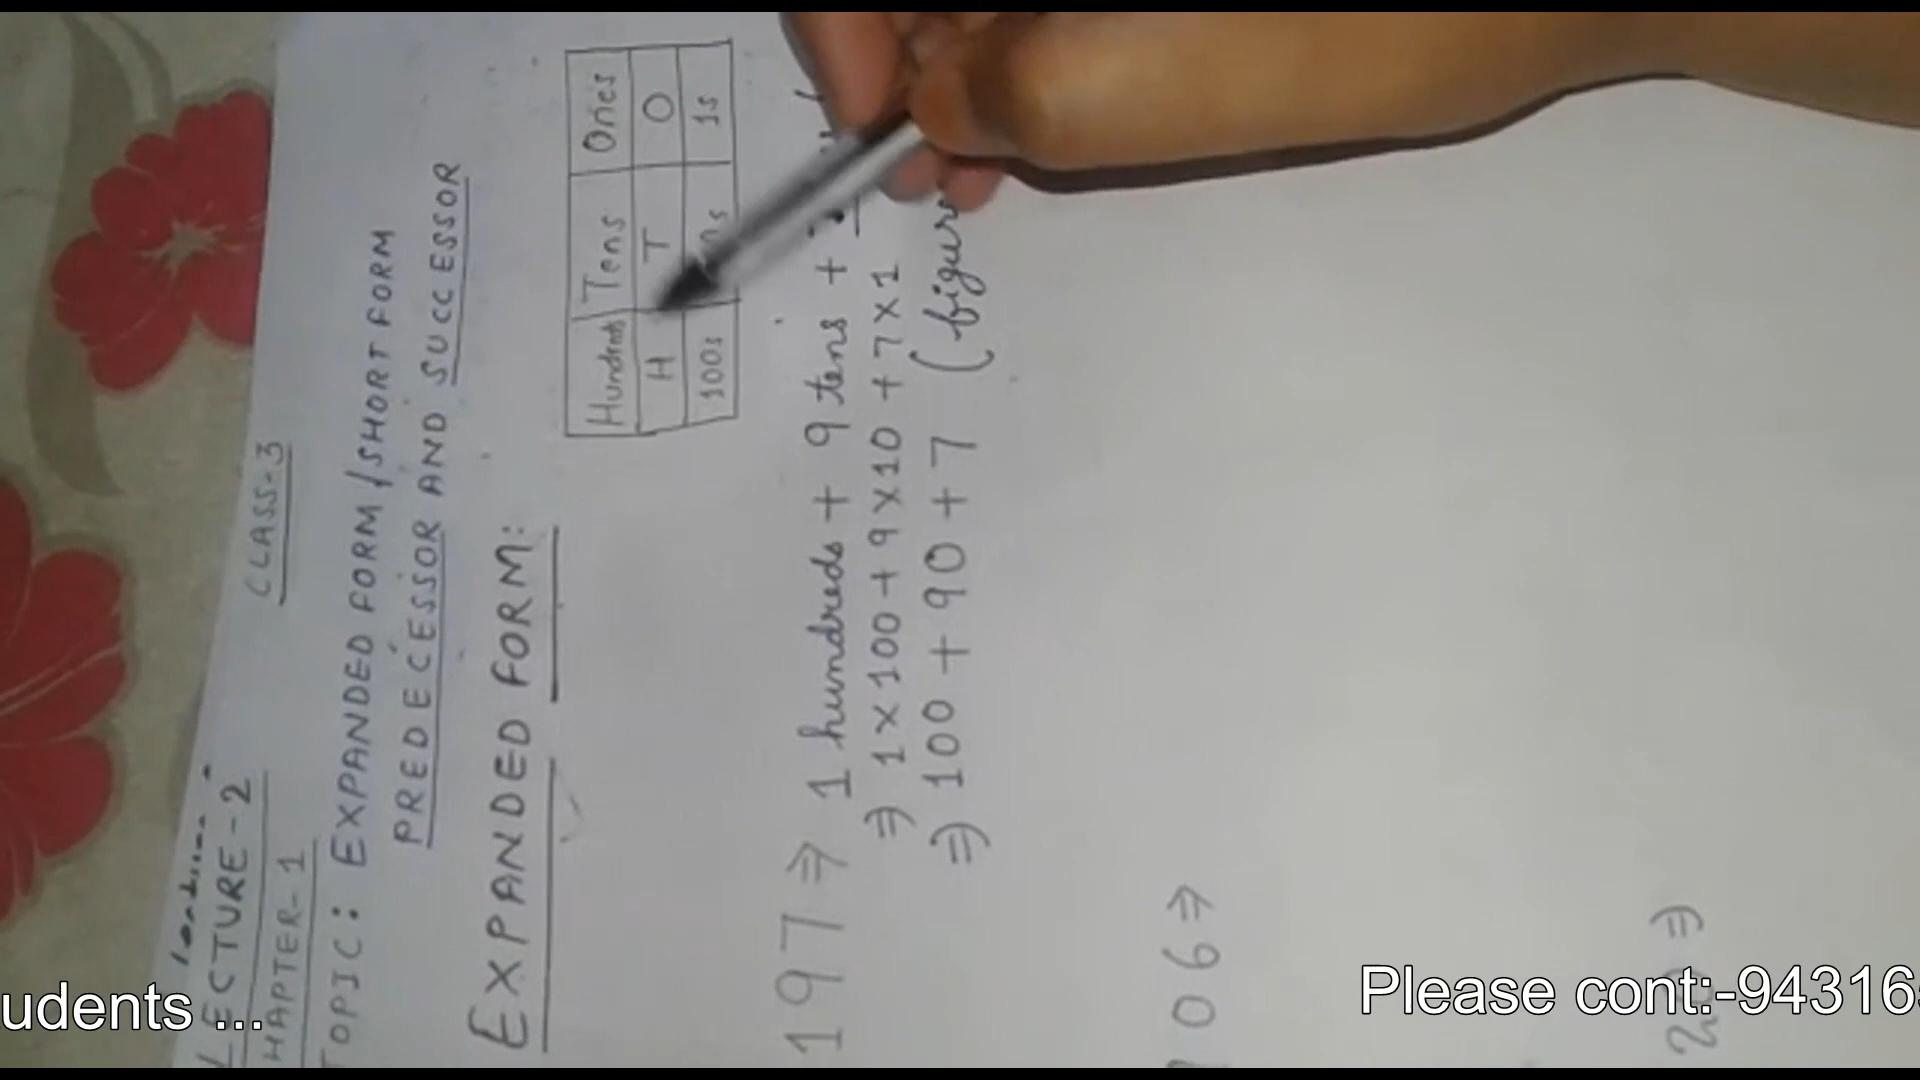 LECTURE-2
CLASS-3
CHAPTER-1
TOPIC: EXPANDED FORM / SHORT FORM
PREDECESSOR AND SUCCESSOR
EXPANDED FORM:
Hundreds Tens Ones
H T O
100s 1s
197 ⇒ 1 hundreds + 9 tens +
⇒ 1×100 + 9×10 + 7×1
⇒ 100 + 90 + 7 (figure
06 ⇒
udents ...
Please cont:-943165